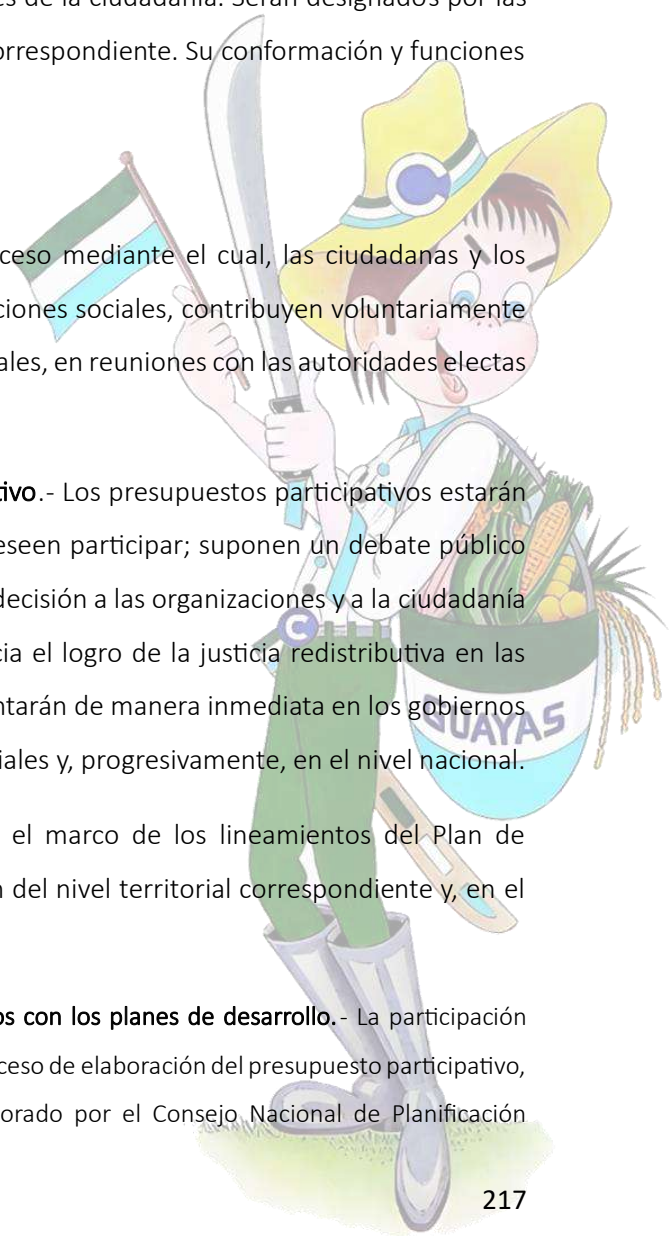 es de la ciudadanía. Serán designados por las
orrespondiente. Su conformación y funciones
ceso mediante el cual, las ciudadanas y los
ciones sociales, contribuyen voluntariamente
ales, en reuniones con las autoridades electas
tivo.- Los presupuestos participativos estarán
eseen participar; suponen un debate público
decisión a las organizaciones y a la ciudadanía
cia el logro de la justicia redistributiva en las
ntarán de manera inmediata en los gobiernos
iales y, progresivamente, en el nivel nacional.
el marco de los lineamientos del Plan de
n del nivel territorial correspondiente y, en el
os con los planes de desarrollo.- La participación
ceso de elaboración del presupuesto participativo,
orado por el Consejo Nacional de Planificación
217
C
C
GUAYAS